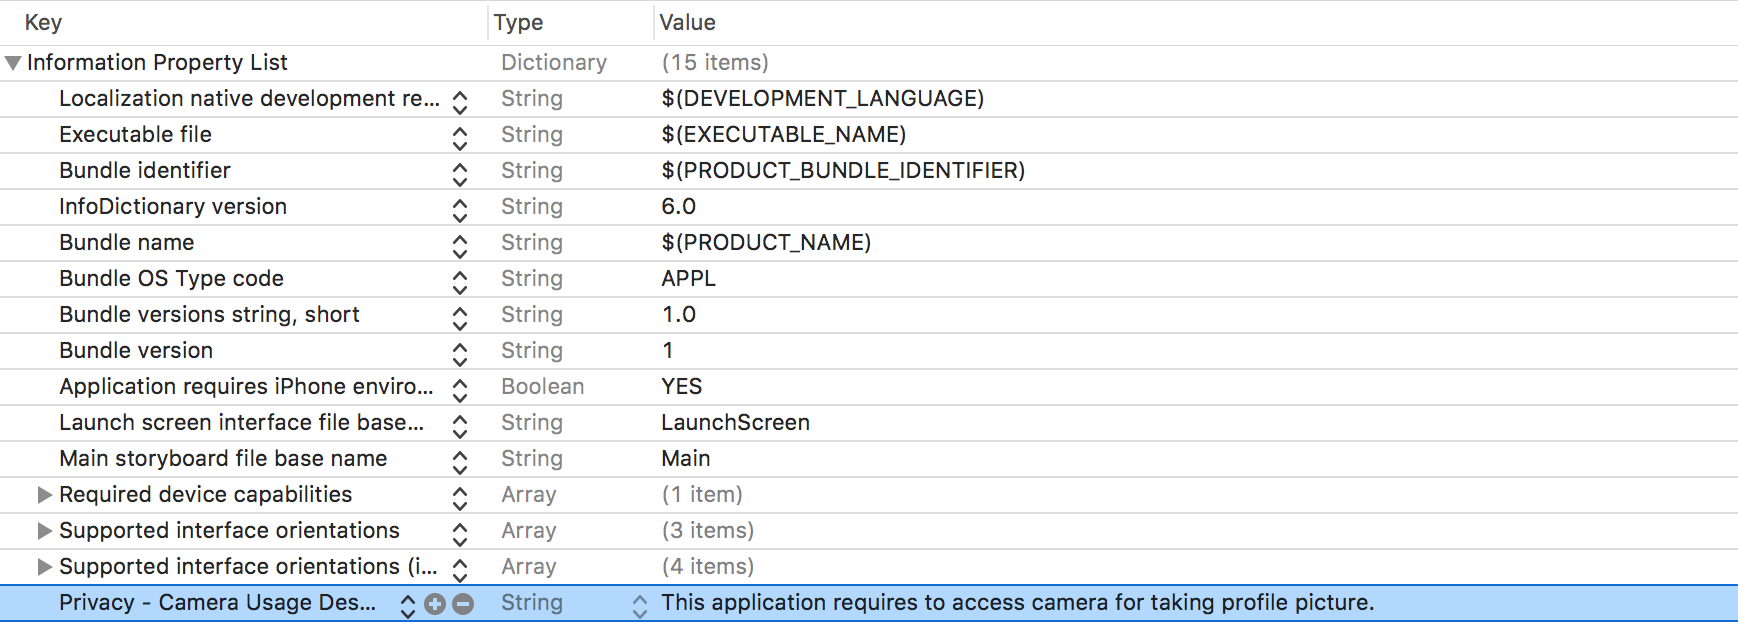 Key Type Value
Information Property List Dictionary (15 items)
Localization native development re... String $(DEVELOPMENT_LANGUAGE)
Executable file String $(EXECUTABLE_NAME)
Bundle identifier String $(PRODUCT_BUNDLE_IDENTIFIER)
InfoDictionary version String 6.0
Bundle name String $(PRODUCT_NAME)
Bundle OS Type code String APPL
Bundle versions string, short String 1.0
Bundle version String 1
Application requires iPhone enviro... Boolean YES
Launch screen interface file base... String LaunchScreen
Main storyboard file base name String Main
Required device capabilities Array (1 item)
Supported interface orientations Array (3 items)
Supported interface orientations (i... Array (4 items)
Privacy - Camera Usage Des... String This application requires to access camera for taking profile picture.